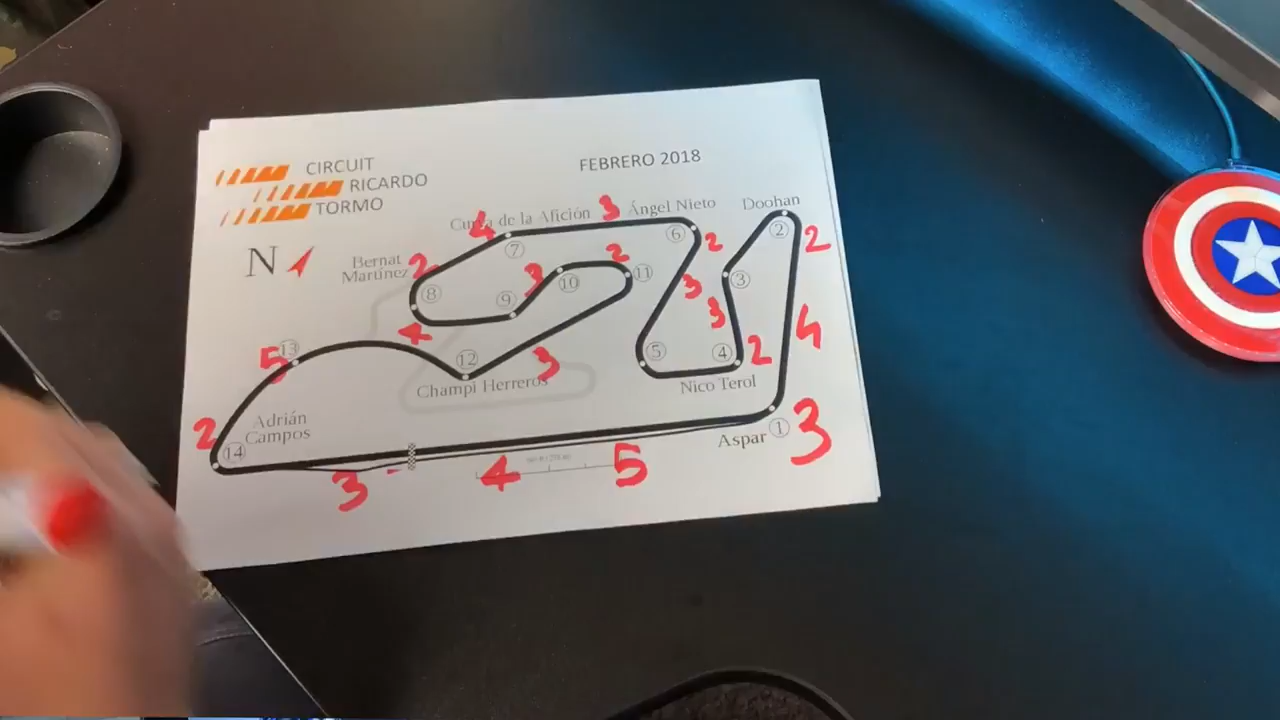 CIRCUIT
RICARDO
TORMO
FEBRERO 2018
N
Doohan
2
2
Curva de la Afición
4
3
Ángel Nieto
6
2
7
Bernat
Martínez
2
8
9
3
10
2
11
3
3
3
4
4
13
5
12
3
5
4
2
Champi Herreros
Nico Terol
Adrián
Campos
2
14
Aspar
1
3
3
4
5